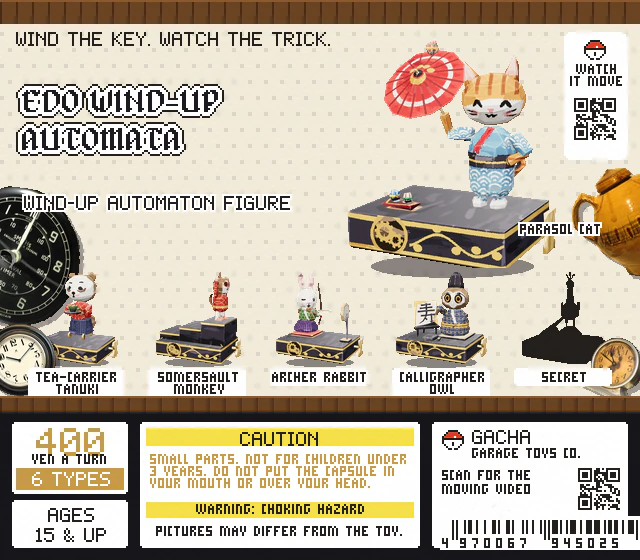 WIND THE KEY. WATCH THE TRICK.
WATCH
IT MOVE
EDO WIND-UP
AUTOMATA
WIND-UP AUTOMATON FIGURE
PARASOL CAT
TEA-CARRIER
TANUKI
SOMERSAULT
MONKEY
ARCHER RABBIT
CALLIGRAPHER
OWL
SECRET
400
YEN A TURN
6 TYPES
AGES
15 & UP
CAUTION
SMALL PARTS. NOT FOR CHILDREN UNDER
3 YEARS. DO NOT PUT THE CAPSULE IN
YOUR MOUTH OR OVER YOUR HEAD.
WARNING: CHOKING HAZARD
PICTURES MAY DIFFER FROM THE TOY.
GACHA
GARAGE TOYS CO.
SCAN FOR THE
MOVING VIDEO
4 970067 945025